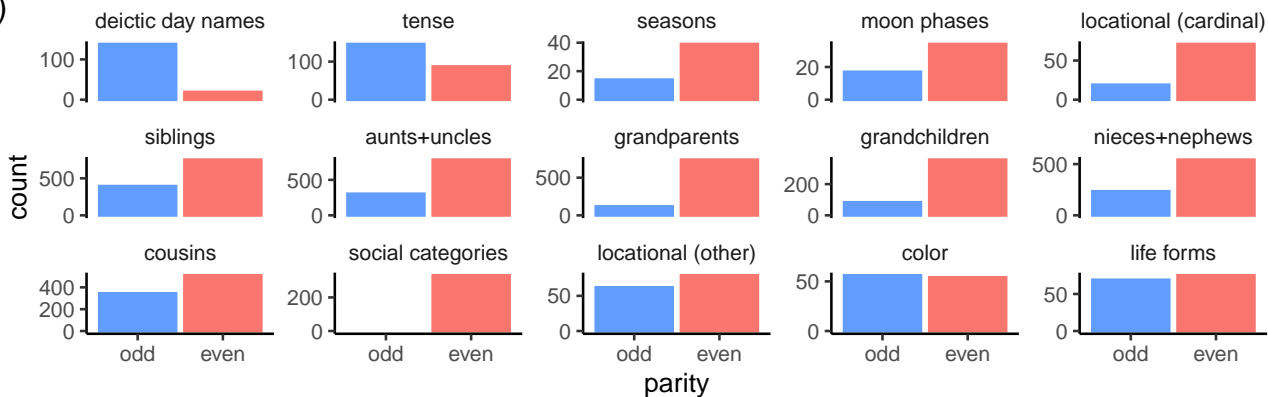 )
deictic day names tense seasons moon phases locational (cardinal)
100 0 100 0 40 20 0 20 0 50 0
siblings aunts+uncles grandparents grandchildren nieces+nephews
500 0 500 0 500 0 200 0 500 0
count
cousins social categories locational (other) color life forms
400 200 0 200 0 50 0 50 0 50 0
odd even odd even odd even odd even odd even
parity